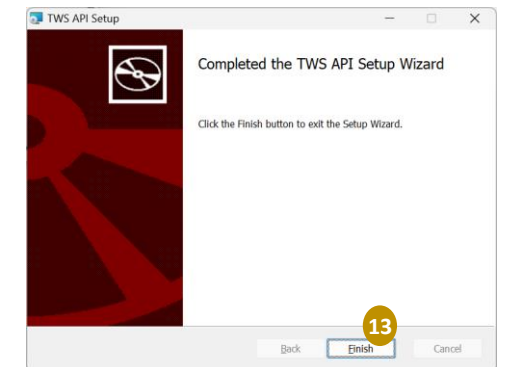 TWS API Setup
Completed the TWS API Setup Wizard
Click the Finish button to exit the Setup Wizard.
13
Back Finish Cancel